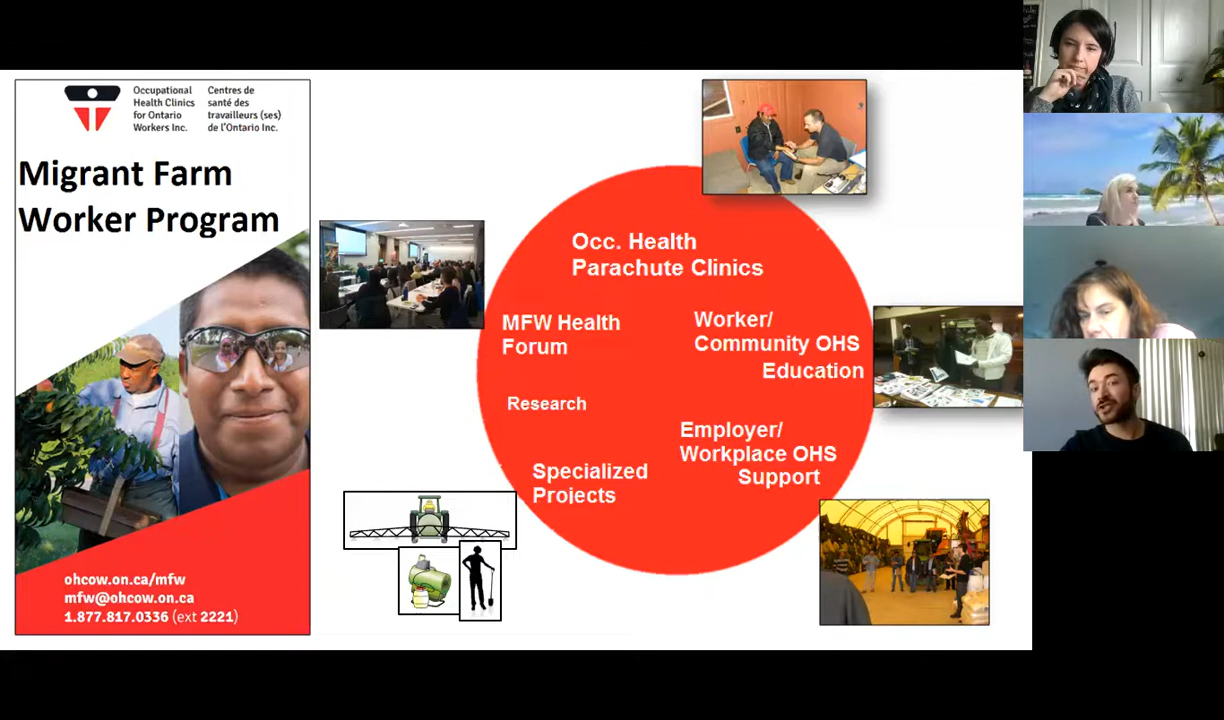 Occupational
Health Clinics
for Ontario
Workers Inc.
Centres de
santé des
travailleurs (ses)
de l'Ontario Inc.
Migrant Farm
Worker Program
ohcow.on.ca/mfw
mfw@ohcow.on.ca
1.877.817.0336 (ext 2221)
Occ. Health
Parachute Clinics
MFW Health
Forum
Worker/
Community OHS
Education
Research
Employer/
Workplace OHS
Support
Specialized
Projects